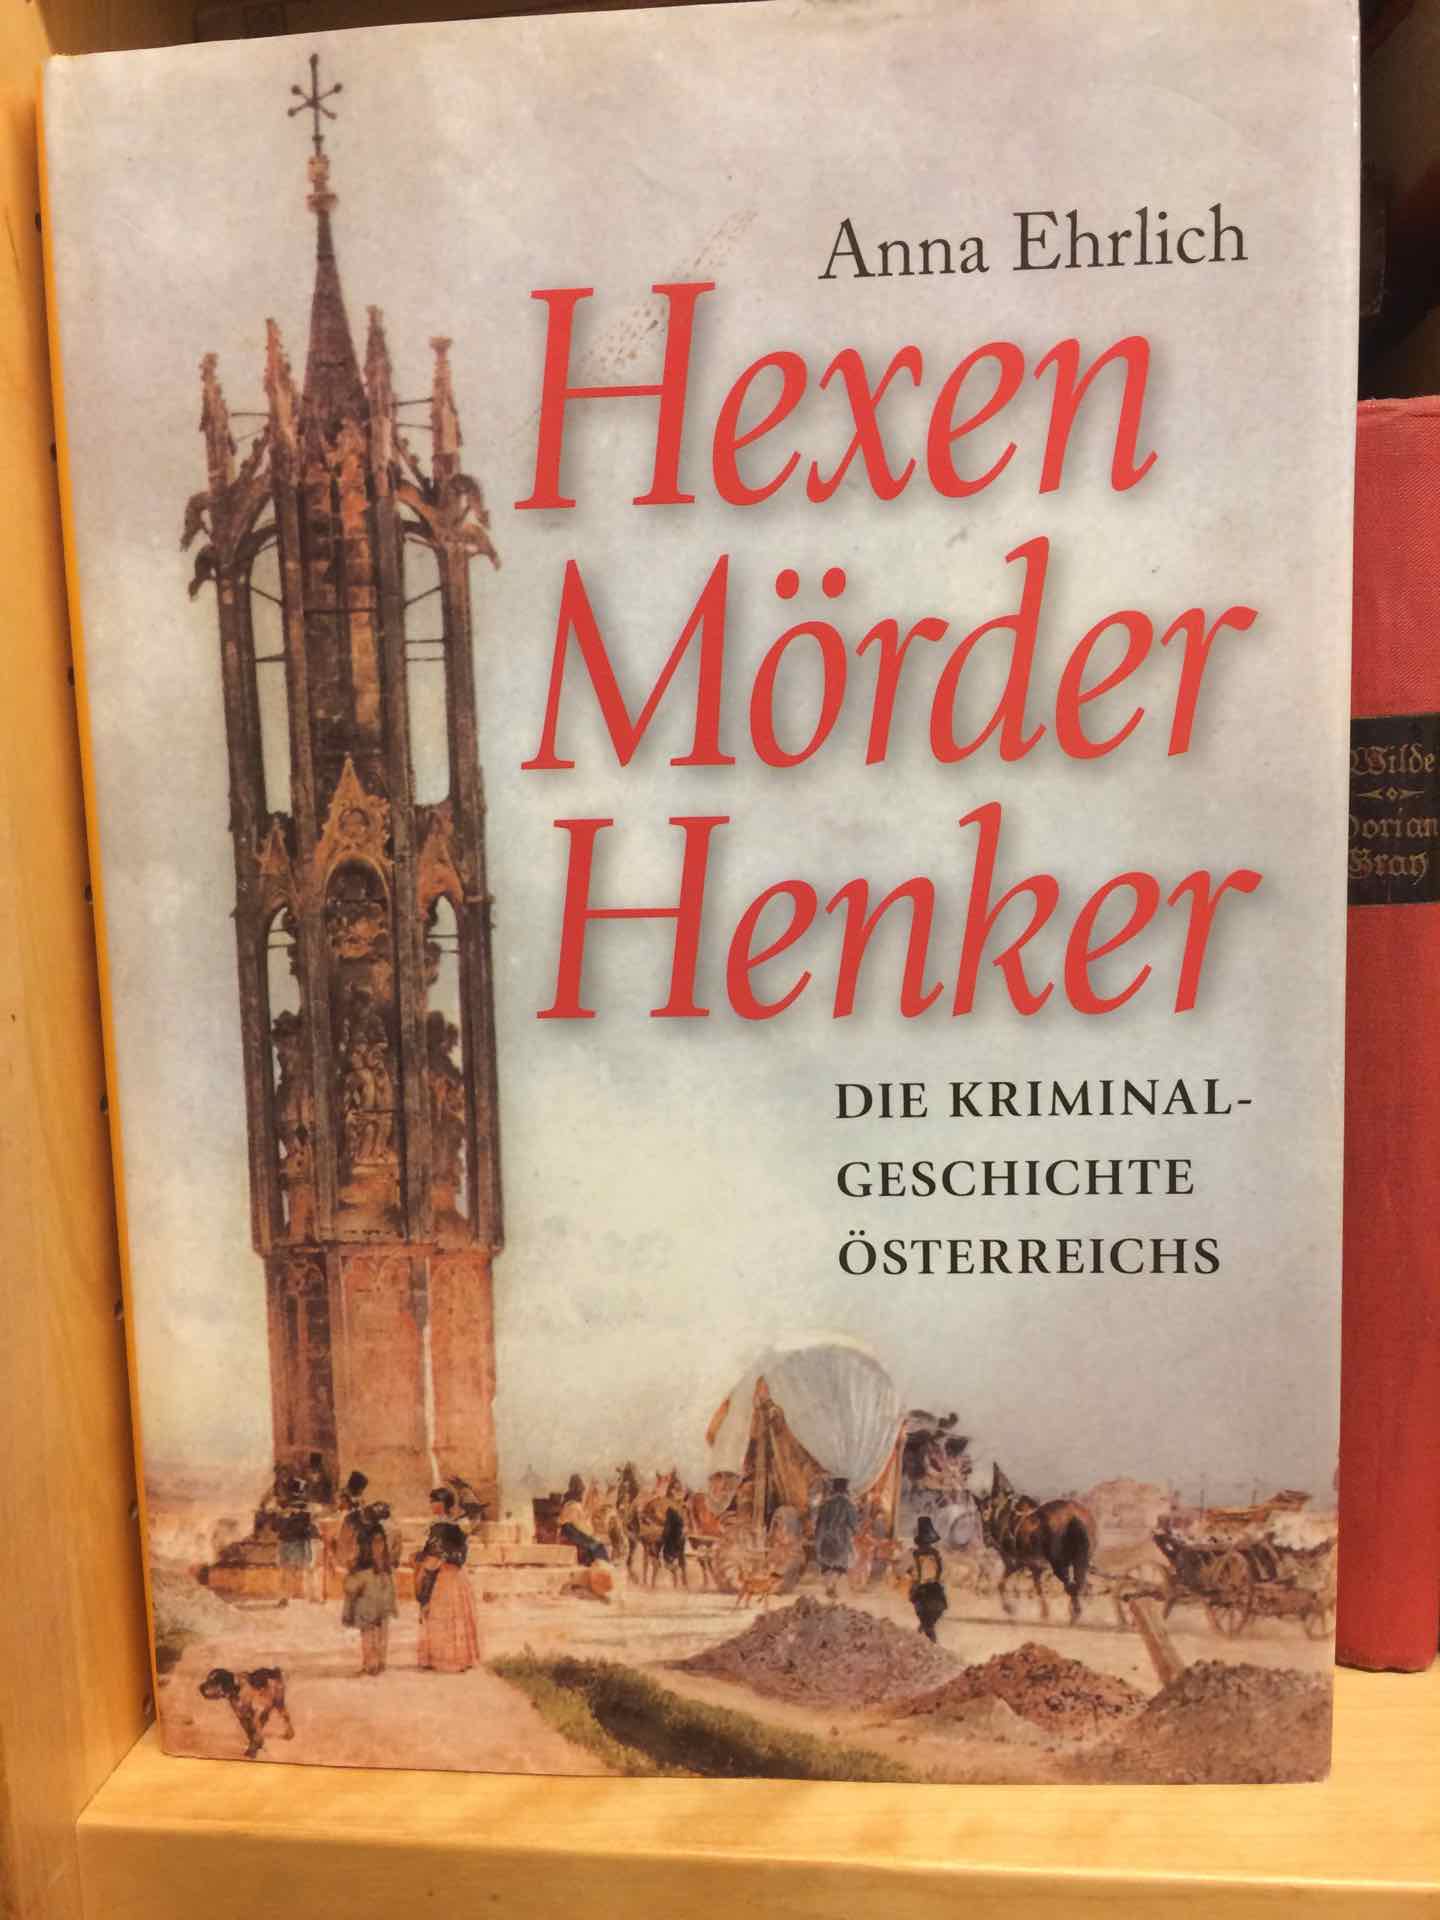 Anna Ehrlich
Hexen
Mörder
Henker
DIE KRIMINAL-
GESCHICHTE
ÖSTERREICHS
Wilde
Dorian
Gray